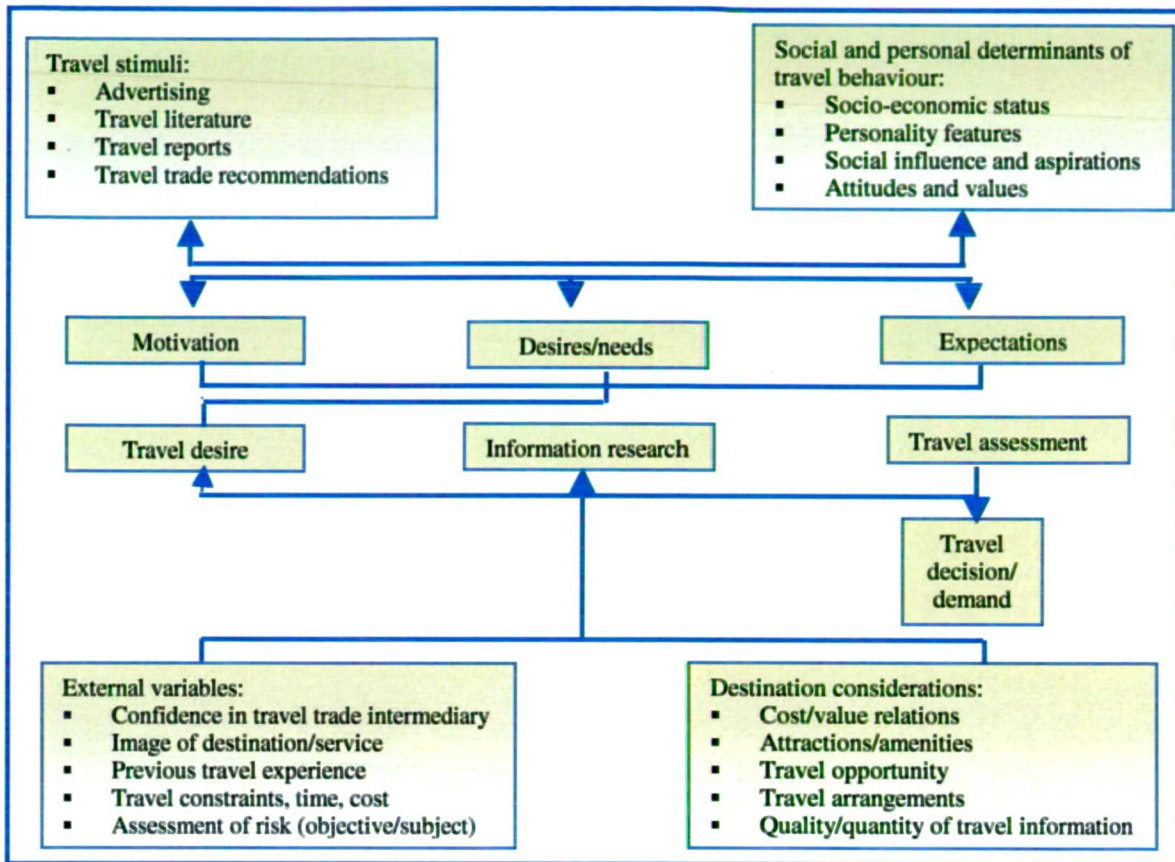 Travel stimuli:
▪ Advertising
▪ Travel literature
▪ Travel reports
▪ Travel trade recommendations
Social and personal determinants of
travel behaviour:
▪ Socio-economic status
▪ Personality features
▪ Social influence and aspirations
▪ Attitudes and values
Motivation
Desires/needs
Expectations
Travel desire
Information research
Travel assessment
Travel
decision/
demand
External variables:
▪ Confidence in travel trade intermediary
▪ Image of destination/service
▪ Previous travel experience
▪ Travel constraints, time, cost
▪ Assessment of risk (objective/subject)
Destination considerations:
▪ Cost/value relations
▪ Attractions/amenities
▪ Travel opportunity
▪ Travel arrangements
▪ Quality/quantity of travel information